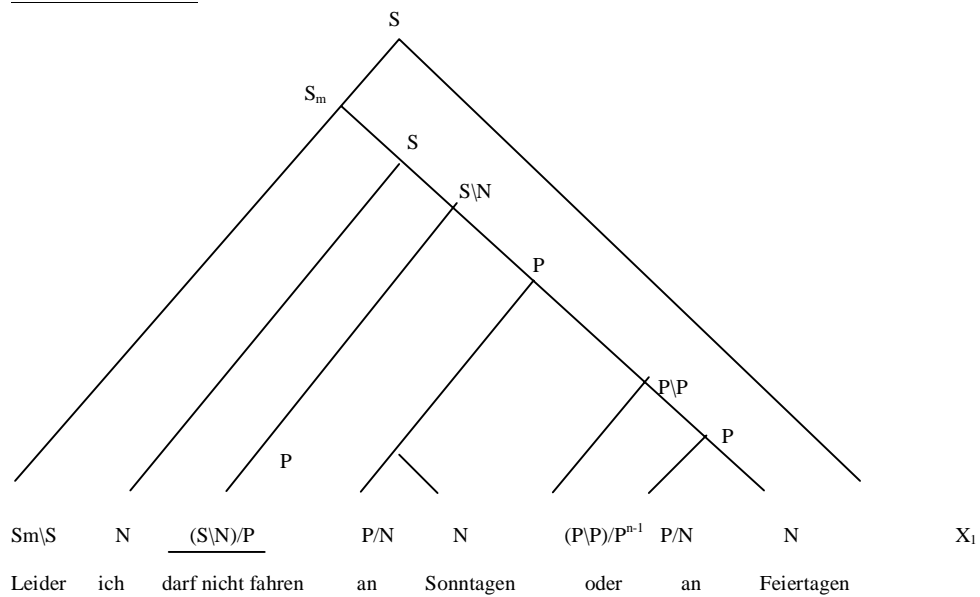 S
Sₘ
S
S\N
P
P\P
P
P
Sm\S N (S\N)/P P/N N (P\P)/Pⁿ⁻¹ P/N N X₁
Leider ich darf nicht fahren an Sonntagen oder an Feiertagen